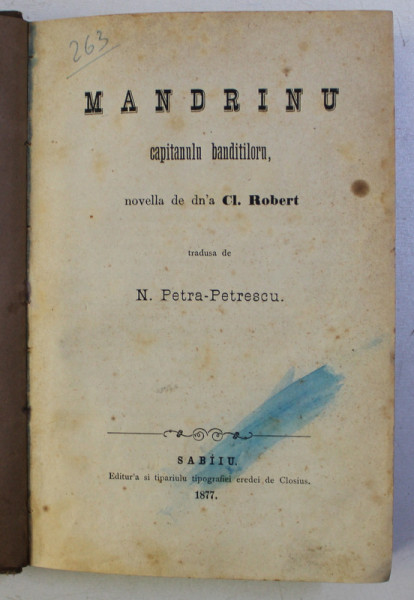 263
MANDRINU
capitanulu banditiloru,
novella de dn'a Cl. Robert
tradusa de
N. Petra-Petrescu.
SABÍIU.
Editur'a si tipariulu tipografiei eredei de Closius.
1877.